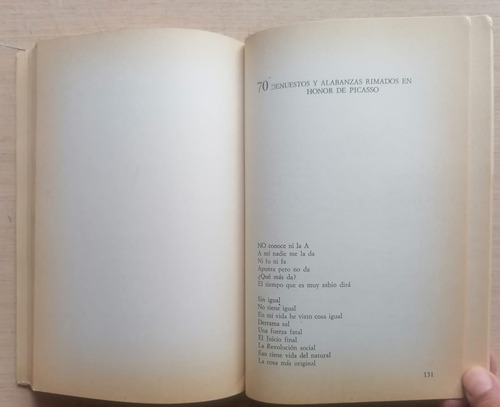 70 DENUESTOS Y ALABANZAS RIMADOS EN
HONOR DE PICASSO
NO conoce ni la A
A mí nadie me la da
Ni fu ni fa
Apunta pero no da
¿Qué más da?
El tiempo que es muy sabio dirá
Sin igual
No tiene igual
En mi vida he visto cosa igual
Derrama sal
Una fuerza fatal
El Juicio final
La Revolución social
Eso tiene vida del natural
La cosa más original
131